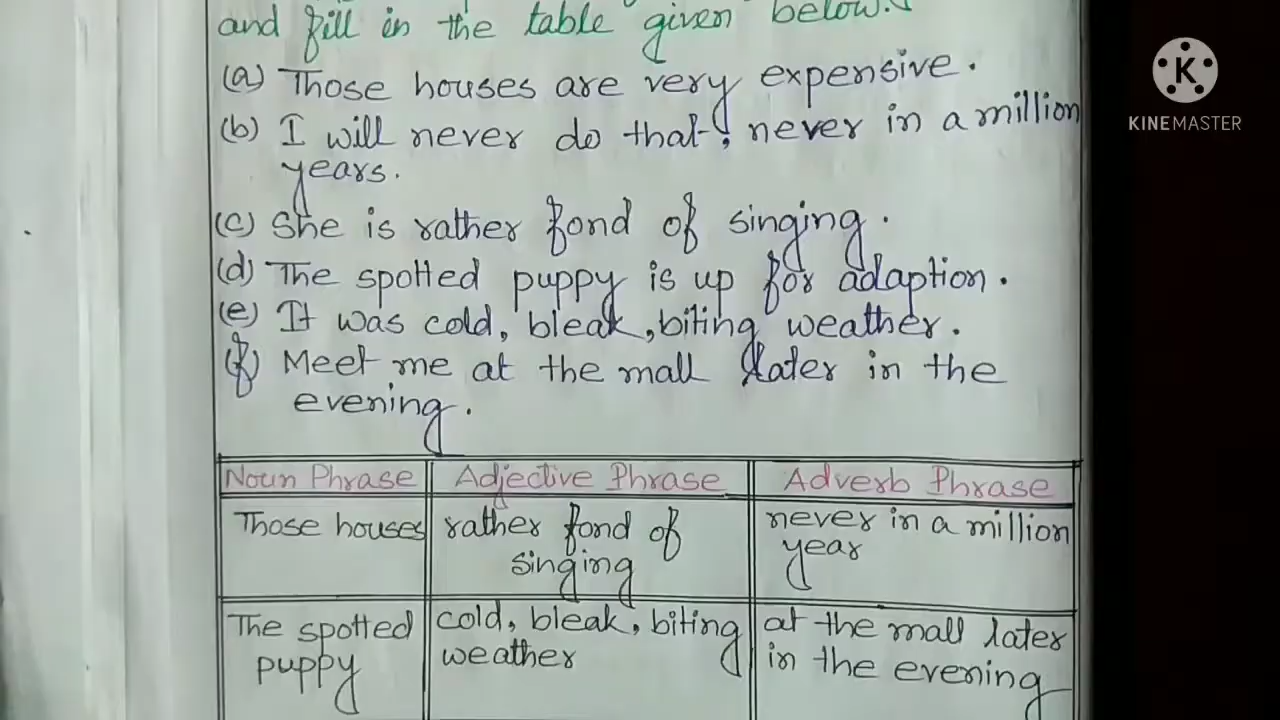 and fill in the table given below.
(a) Those houses are very expensive.
(b) I will never do that, never in a million
years.
(c) She is rather fond of singing.
(d) The spotted puppy is up for adaption.
(e) It was cold, bleak, biting weather.
(f) Meet me at the mall later in the
evening.
Noun Phrase Adjective Phrase Adverb Phrase
Those houses rather fond of singing never in a million year
The spotted puppy cold, bleak, biting weather at the mall later in the evening
K
KINEMASTER